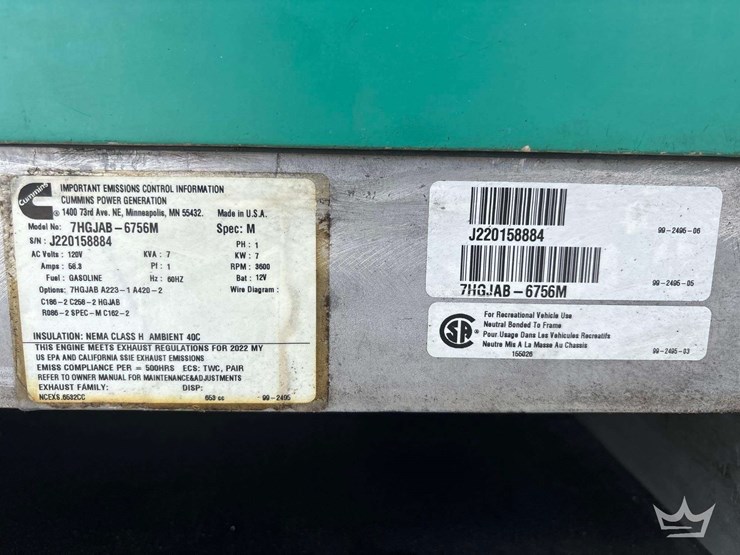 Cummins
IMPORTANT EMISSIONS CONTROL INFORMATION
CUMMINS POWER GENERATION
® 1400 73rd Ave. NE, Minneapolis, MN 55432. Made in U.S.A.
Model No: 7HGJAB-6756M Spec: M
S/N: J220158884 PH: 1
AC Volts: 120V KVA: 7 KW: 7
Amps: 58.3 Pf: 1 RPM: 3600
Fuel: GASOLINE Hz: 60HZ Bat: 12V
Options: 7HGJAB A223-1 A420-2 Wire Diagram:
C186-2 C256-2 HGJAB
R086-2 SPEC-M C162-2
INSULATION: NEMA CLASS H AMBIENT 40C
THIS ENGINE MEETS EXHAUST REGULATIONS FOR 2022 MY
US EPA AND CALIFORNIA SSIE EXHAUST EMISSIONS
EMISS COMPLIANCE PER = 500HRS ECS: TWC, PAIR
REFER TO OWNER MANUAL FOR MAINTENANCE&ADJUSTMENTS
EXHAUST FAMILY: DISP:
NCEXS.6532CC 653 cc 99-2495
J220158884 99-2495-06
7HGJAB-6756M 99-2495-05
For Recreational Vehicle Use
Neutral Bonded To Frame
Pour Usage Dans Les Vehicules Recreatifs
Neutre Mis A La Masse Au Chassis
155026 99-2495-03